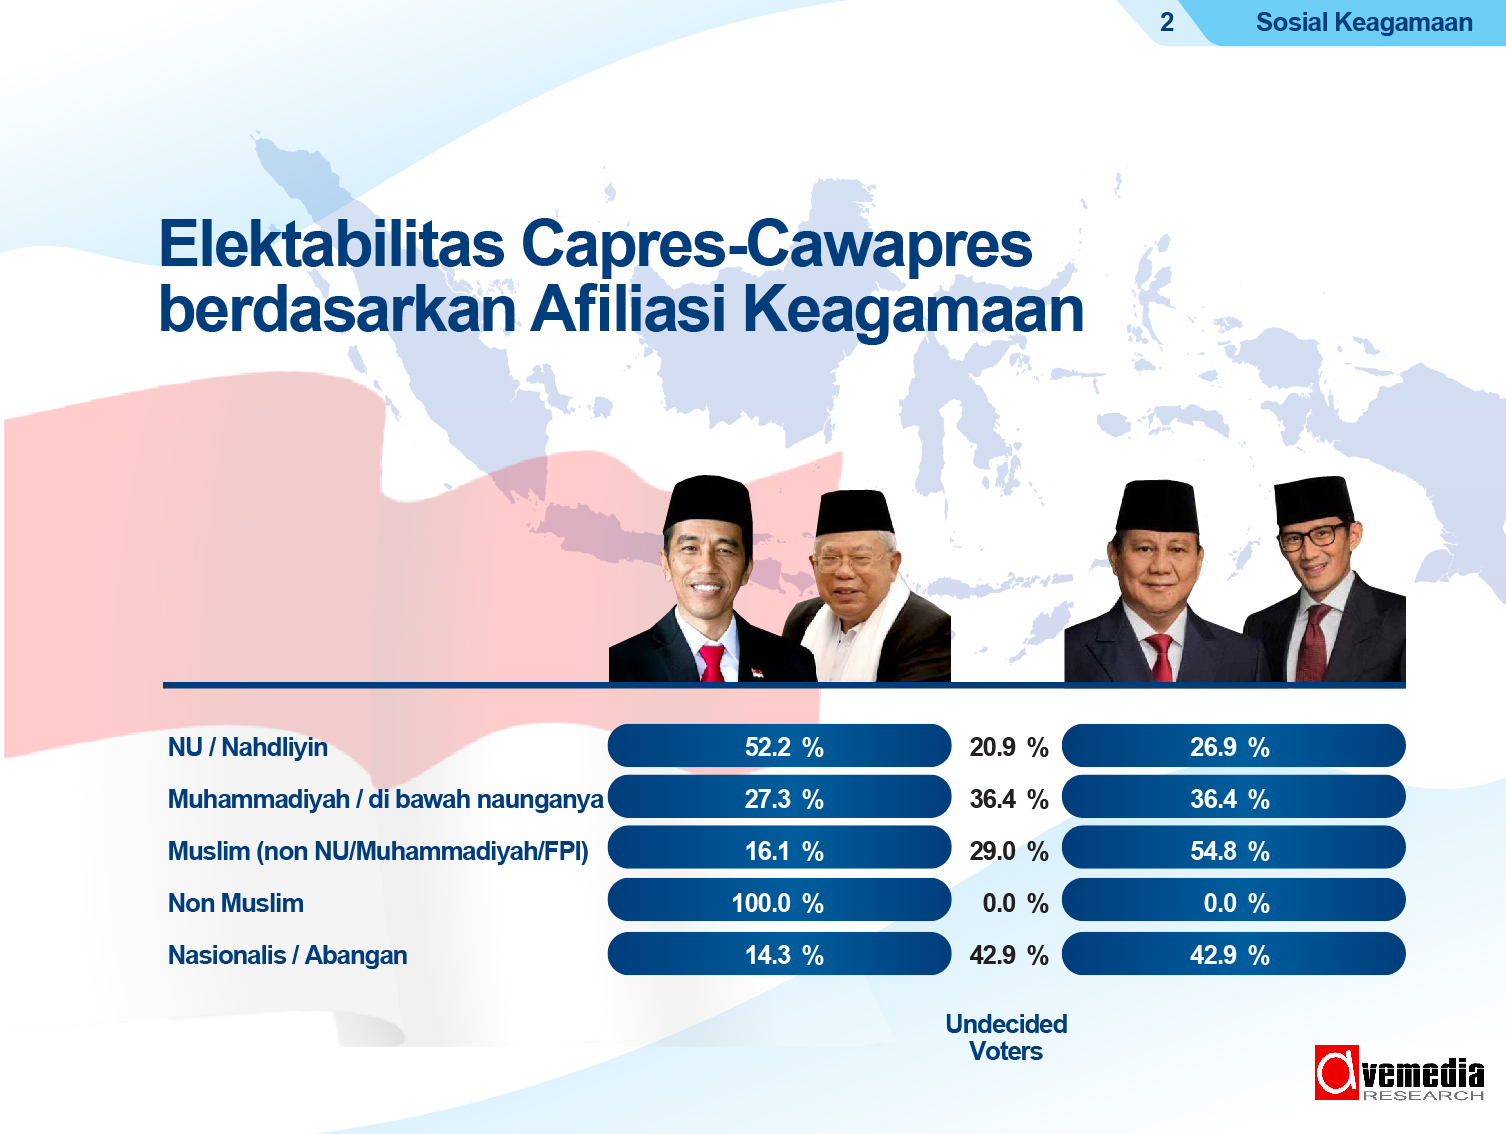 2 Sosial Keagamaan
Elektabilitas Capres-Cawapres
berdasarkan Afiliasi Keagamaan
NU / Nahdliyin 52.2 % 20.9 % 26.9 %
Muhammadiyah / di bawah naunganya 27.3 % 36.4 % 36.4 %
Muslim (non NU/Muhammadiyah/FPI) 16.1 % 29.0 % 54.8 %
Non Muslim 100.0 % 0.0 % 0.0 %
Nasionalis / Abangan 14.3 % 42.9 % 42.9 %
Undecided
Voters
avemedia
RESEARCH